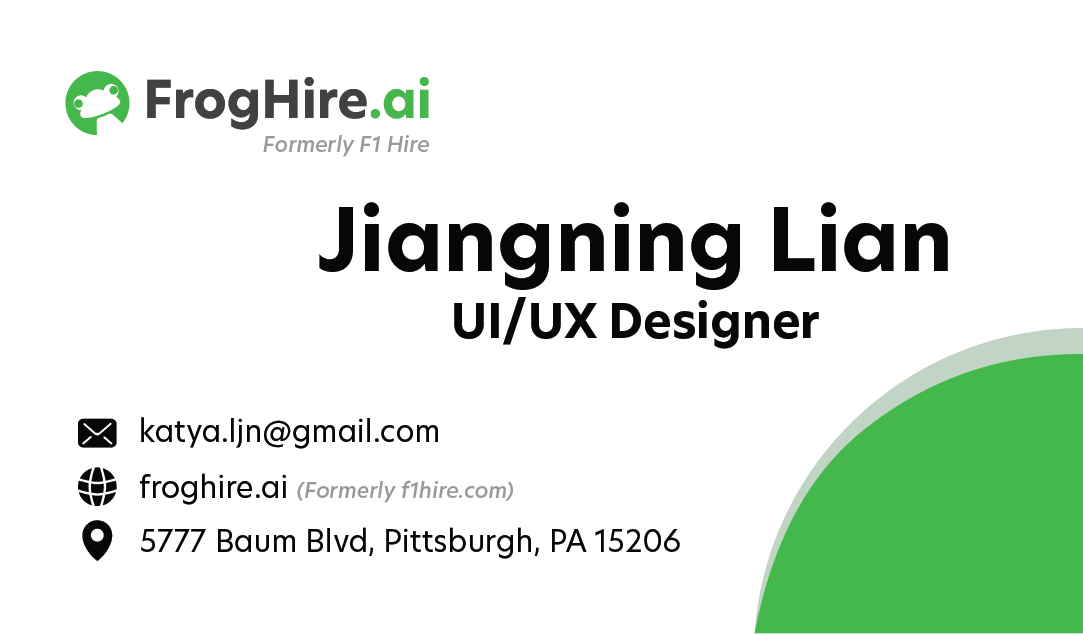 FrogHire.ai
Formerly F1 Hire
Jiangning Lian
UI/UX Designer
katya.ljn@gmail.com
froghire.ai (Formerly f1hire.com)
5777 Baum Blvd, Pittsburgh, PA 15206